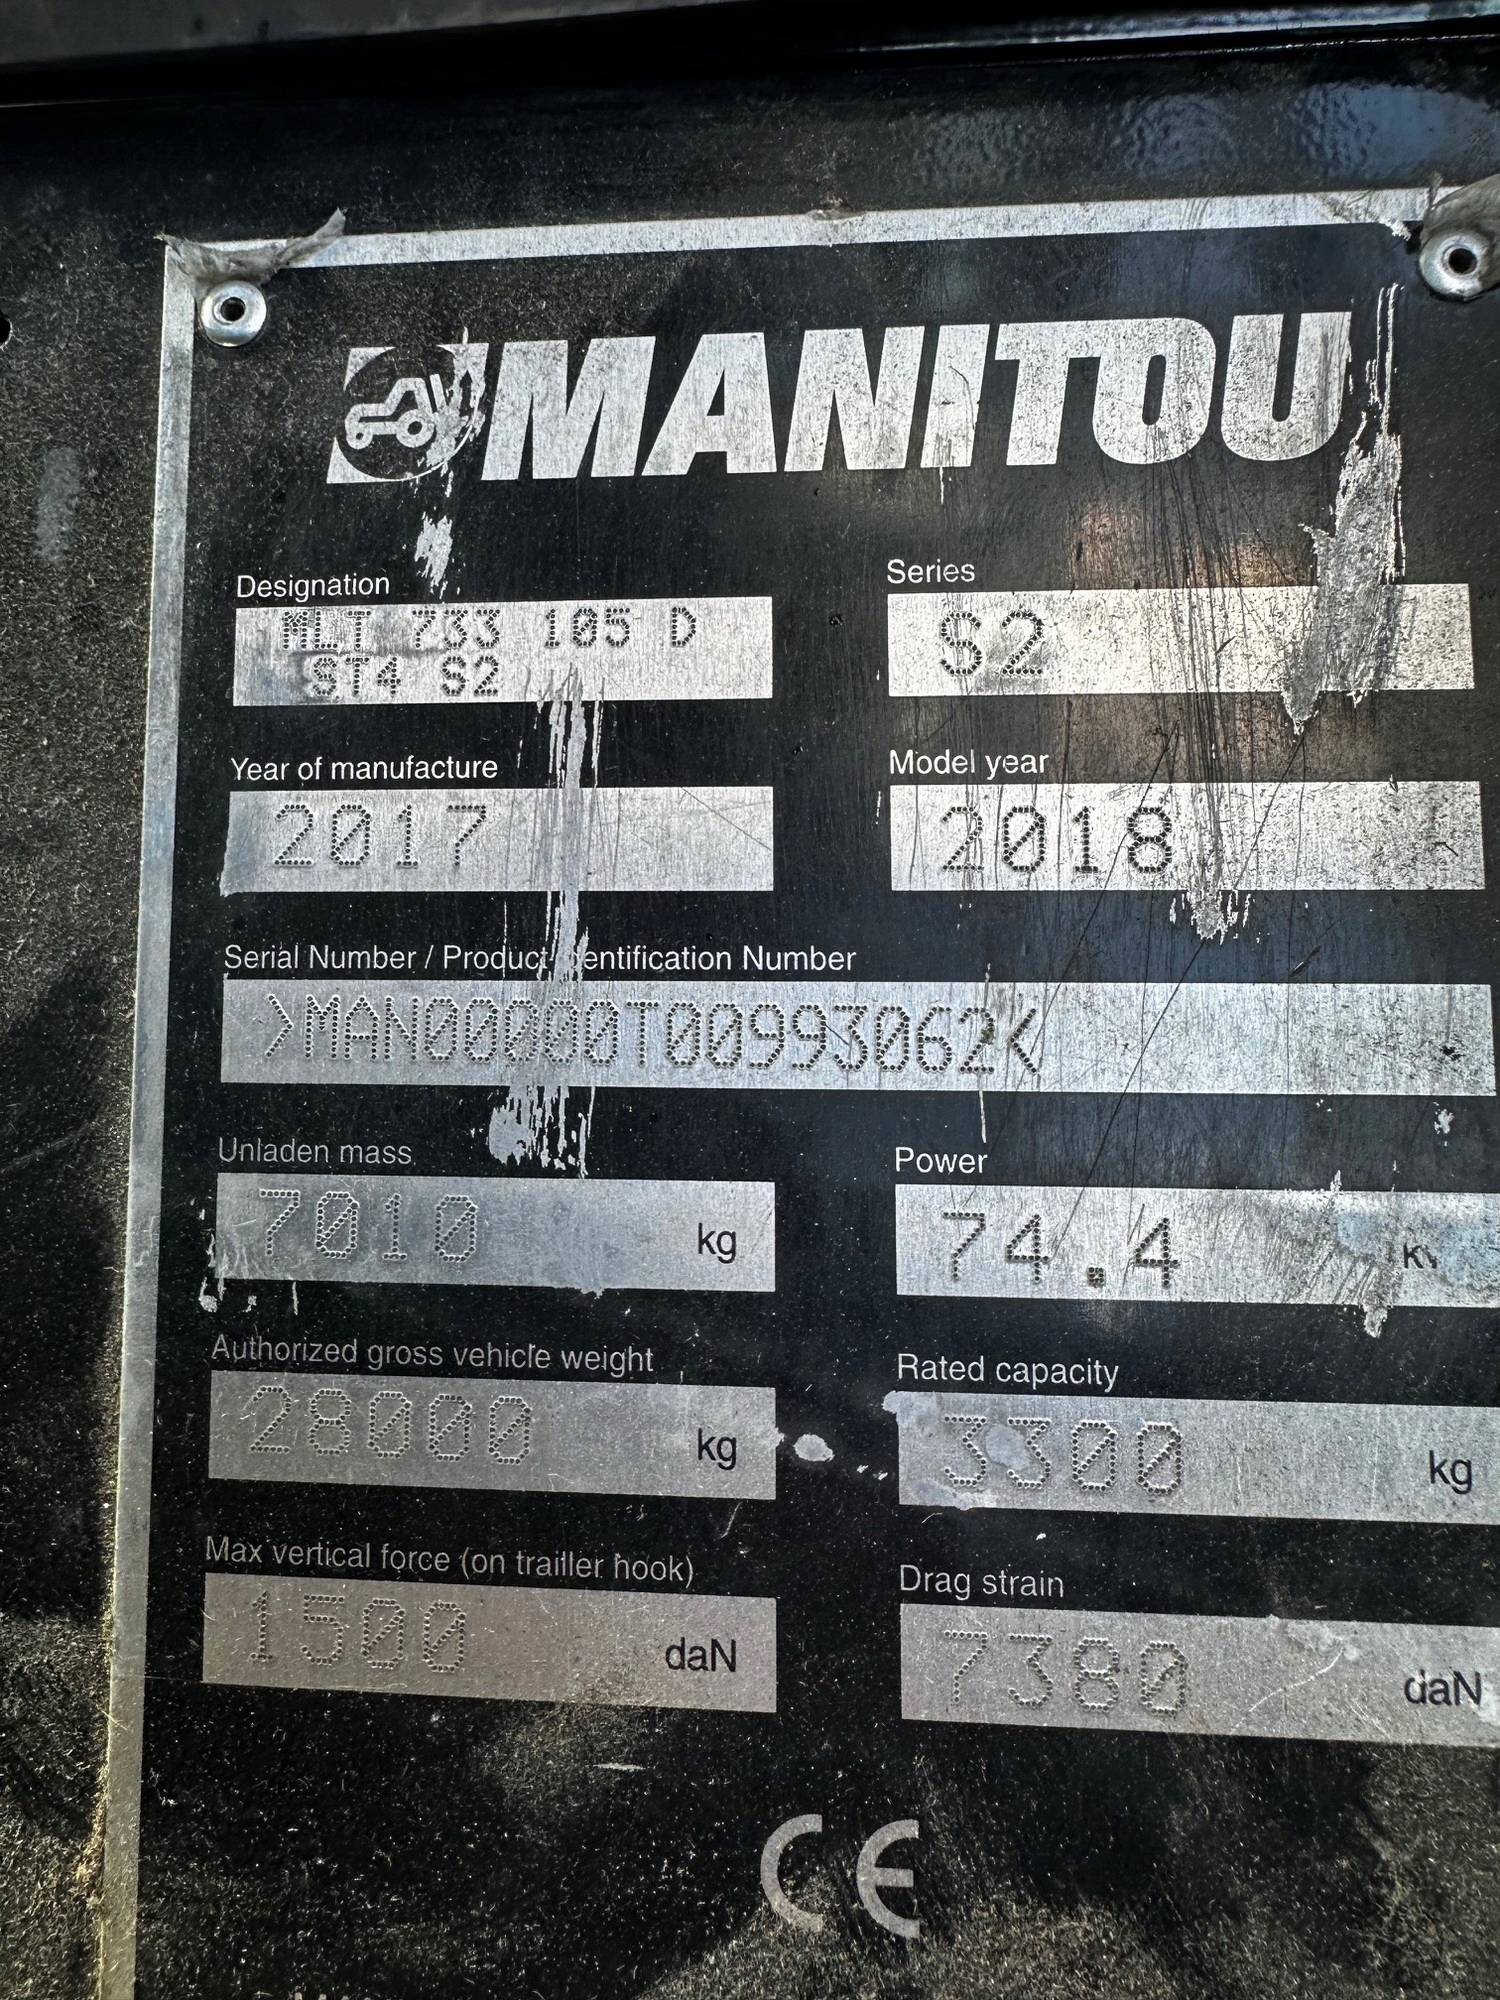 MANITOU
Designation
MLT 733 105 D
ST4 S2
Series
S2
Year of manufacture
2017
Model year
2018
Serial Number / Product Identification Number
>MAN00000T00993062<
Unladen mass
7010 kg
Power
74.4
Authorized gross vehicle weight
28000 kg
Rated capacity
3300 kg
Max vertical force (on trailler hook)
1500 daN
Drag strain
7380 daN
CE